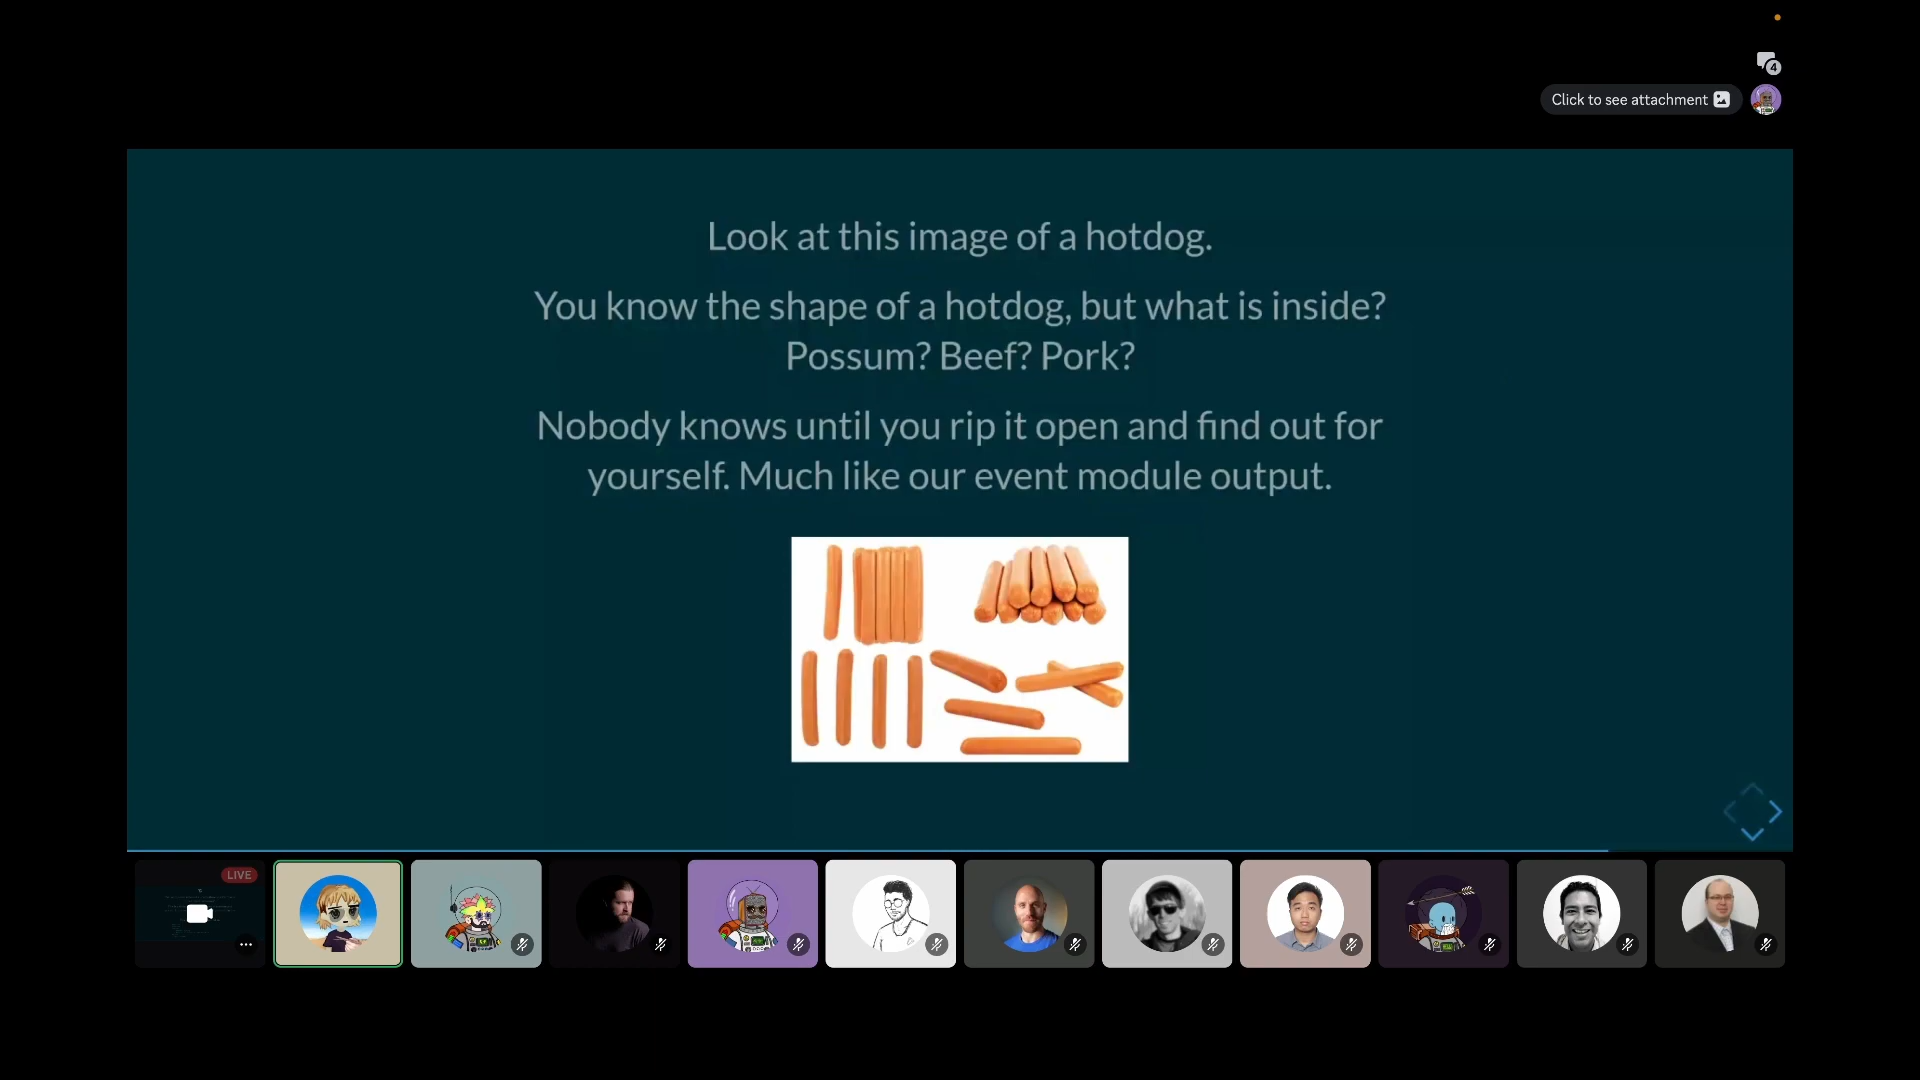 4
Click to see attachment
Look at this image of a hotdog.
You know the shape of a hotdog, but what is inside?
Possum? Beef? Pork?
Nobody knows until you rip it open and find out for
yourself. Much like our event module output.
LIVE